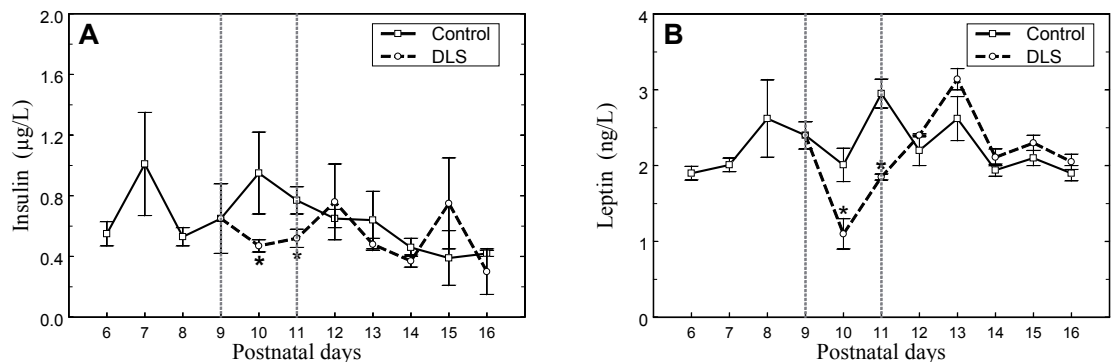 A
Control
DLS
Insulin (µg/L)
2.0
1.6
1.2
0.8
0.4
0.0
*
*
6 7 8 9 10 11 12 13 14 15 16
Postnatal days
B
Control
DLS
Leptin (ng/L)
4
3
2
1
0
*
*
6 7 8 9 10 11 12 13 14 15 16
Postnatal days